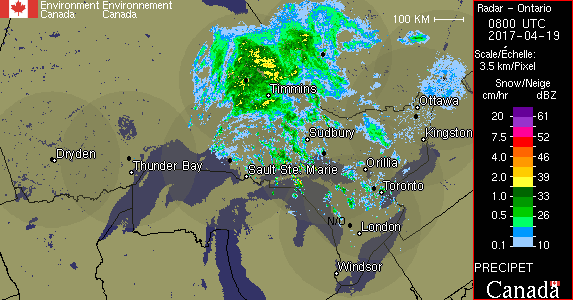 Environment Environnement
Canada Canada
100 KM
Radar - Ontario
0800 UTC
2017-04-19
Scale/Échelle:
3.5 km/Pixel
Snow/Neige
cm/hr dBZ
20 61
7.5 52
4.0 46
2.0 39
1.0 33
0.5 26
0.1 10
PRECIPET
Canada
Timmins
Ottawa
Sudbury
Kingston
Dryden
Thunder Bay
Sault Ste. Marie
Orillia
Toronto
N/O
London
Windsor